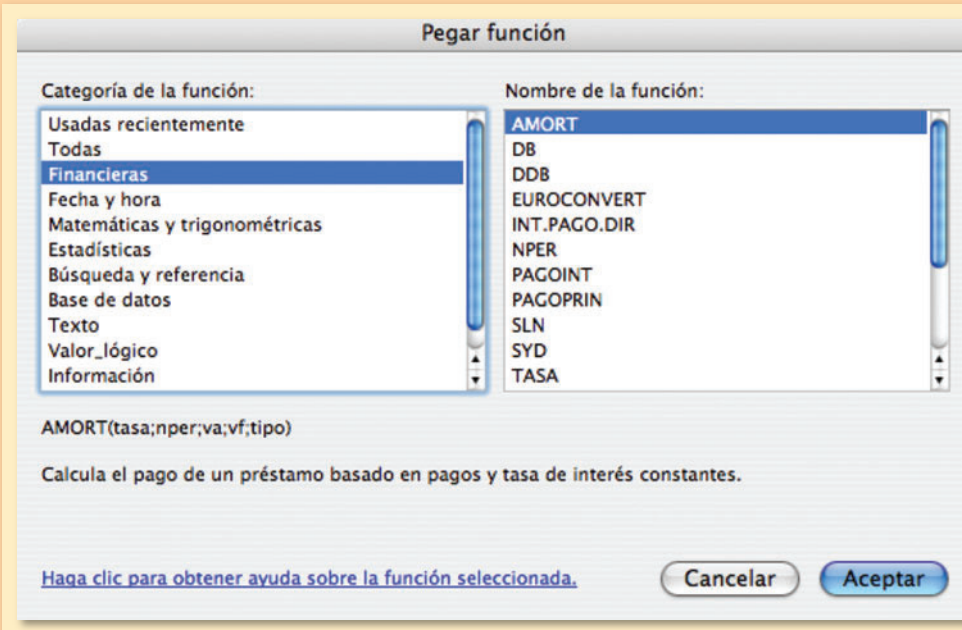 Pegar función
Categoría de la función:
Usadas recientemente
Todas
Financieras
Fecha y hora
Matemáticas y trigonométricas
Estadísticas
Búsqueda y referencia
Base de datos
Texto
Valor_lógico
Información
Nombre de la función:
AMORT
DB
DDB
EUROCONVERT
INT.PAGO.DIR
NPER
PAGOINT
PAGOPRIN
SLN
SYD
TASA
AMORT(tasa;nper;va;vf;tipo)
Calcula el pago de un préstamo basado en pagos y tasa de interés constantes.
Haga clic para obtener ayuda sobre la función seleccionada.
Cancelar
Aceptar